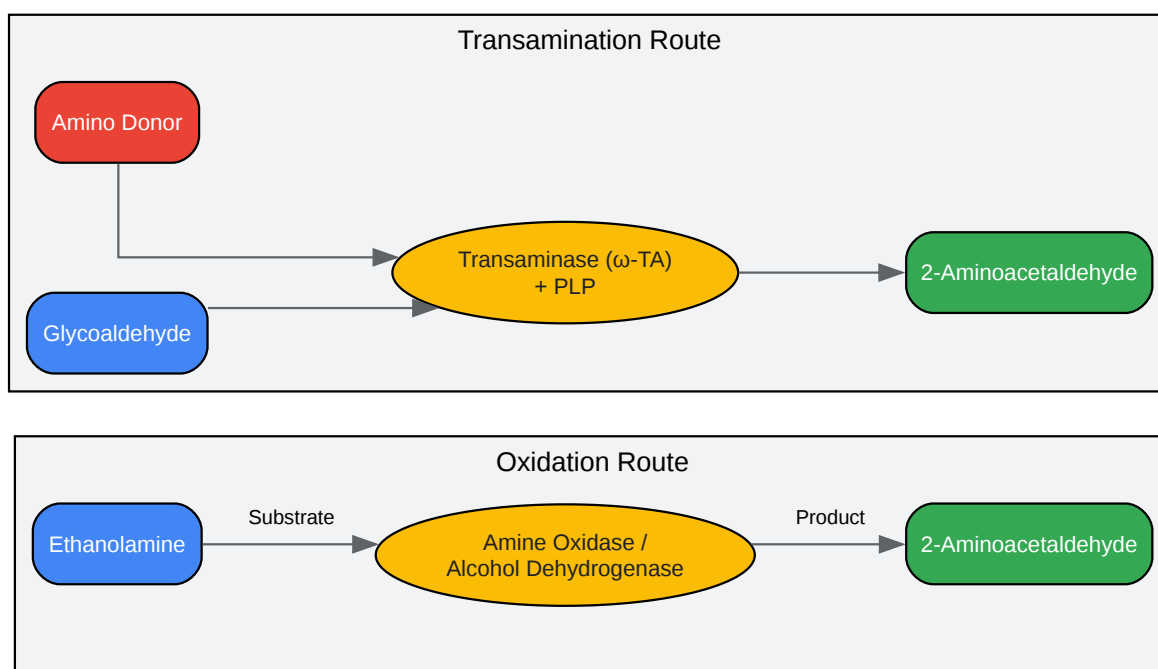 Transamination Route
Amino Donor
Transaminase (ω-TA)
+ PLP
2-Aminoacetaldehyde
Glycoaldehyde
Oxidation Route
Substrate
Product
Ethanolamine
Amine Oxidase /
Alcohol Dehydrogenase
2-Aminoacetaldehyde